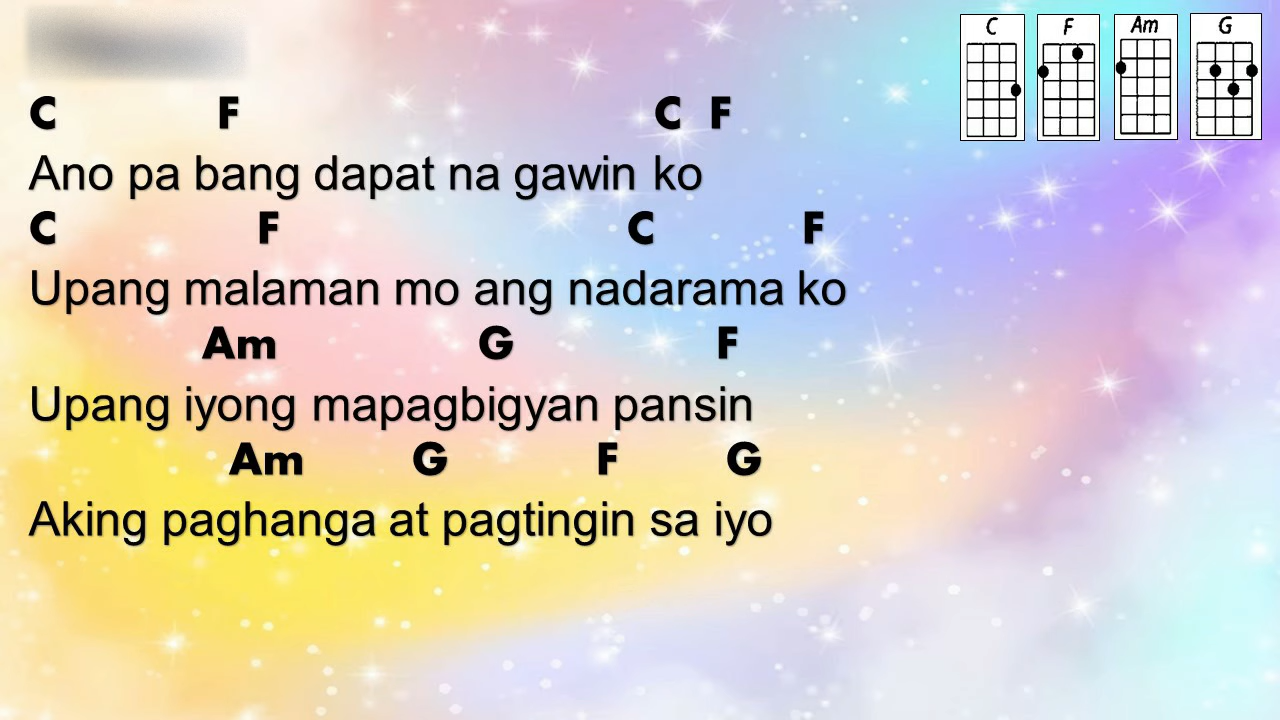 C F Am G
C F C F
Ano pa bang dapat na gawin ko
C F C F
Upang malaman mo ang nadarama ko
Am G F
Upang iyong mapagbigyan pansin
Am G F G
Aking paghanga at pagtingin sa iyo